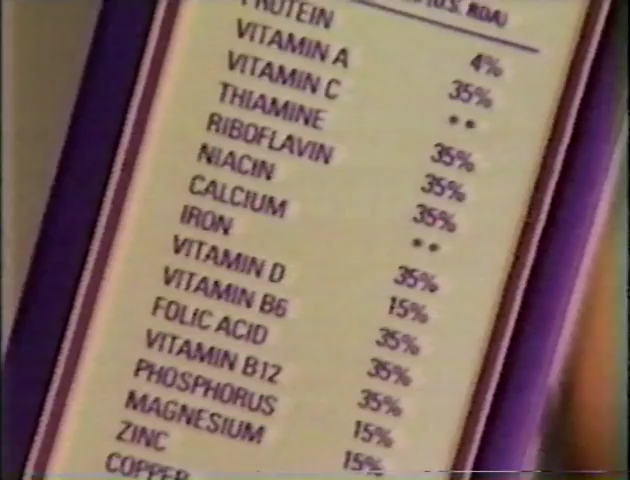 (U.S. RDA)
PROTEIN 4%
VITAMIN A 35%
VITAMIN C **
THIAMINE 35%
RIBOFLAVIN 35%
NIACIN 35%
CALCIUM **
IRON 35%
VITAMIN D 15%
VITAMIN B6 35%
FOLIC ACID 35%
VITAMIN B12 35%
PHOSPHORUS 15%
MAGNESIUM 15%
ZINC
COPPER